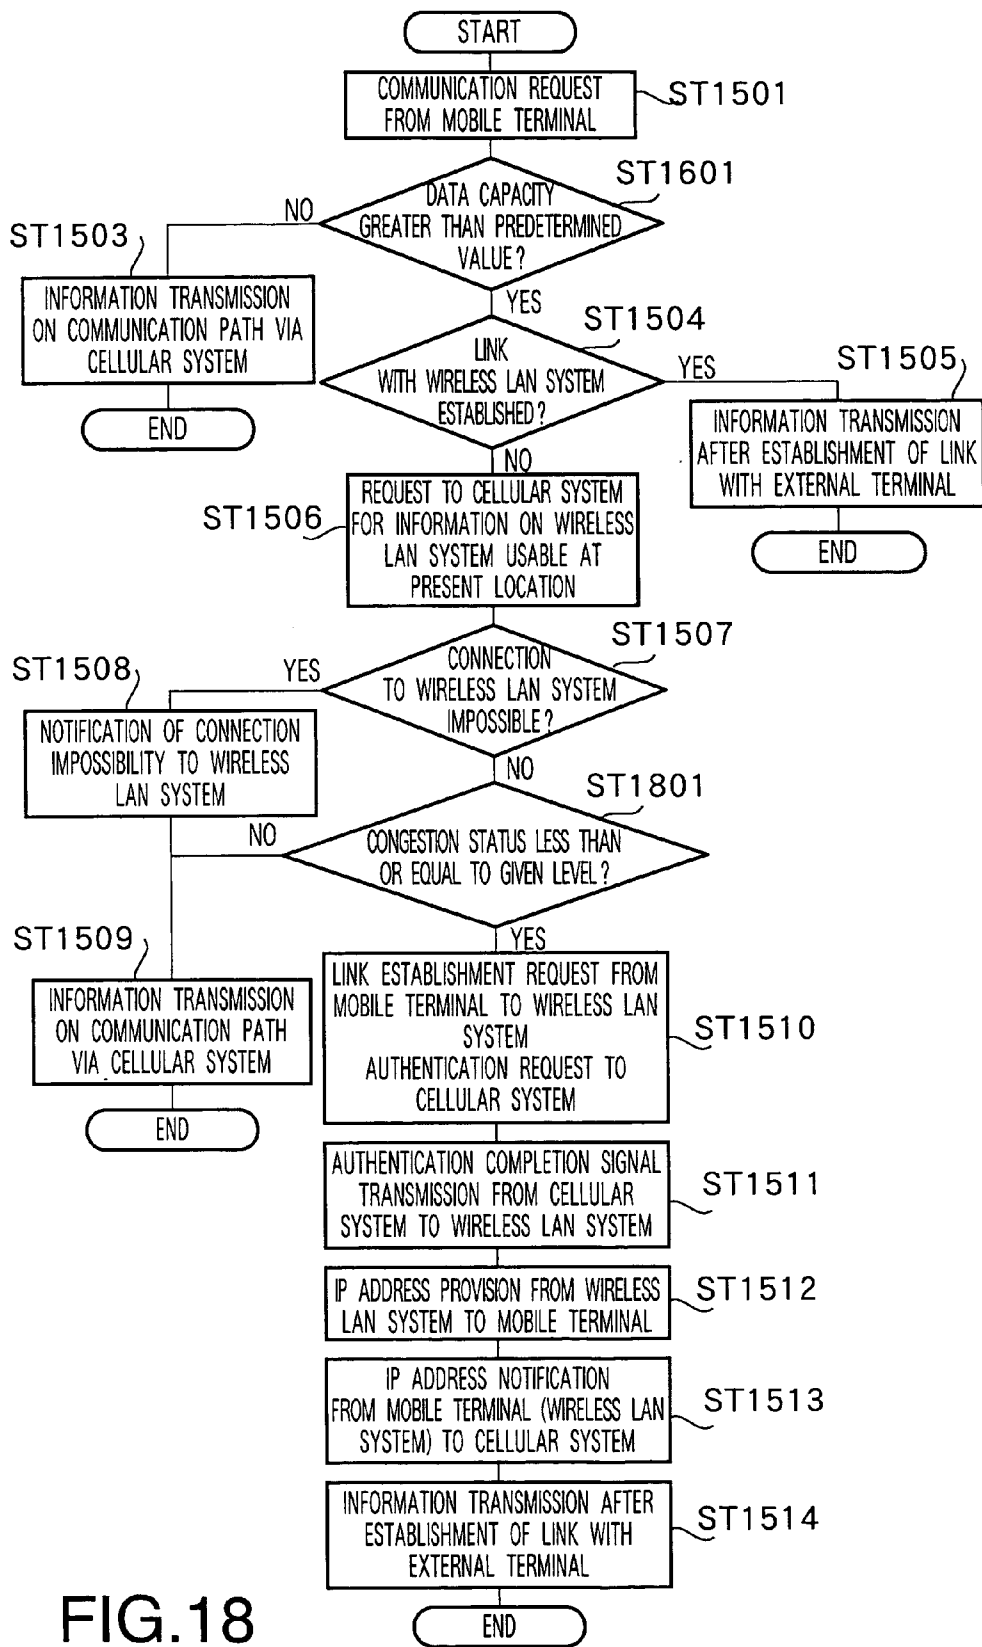 START
COMMUNICATION REQUEST
FROM MOBILE TERMINAL
ST1501
DATA CAPACITY
GREATER THAN PREDETERMINED
VALUE?
ST1601
NO
YES
ST1503
INFORMATION TRANSMISSION
ON COMMUNICATION PATH VIA
CELLULAR SYSTEM
END
LINK
WITH WIRELESS LAN SYSTEM
ESTABLISHED?
ST1504
YES
NO
ST1505
INFORMATION TRANSMISSION
AFTER ESTABLISHMENT OF LINK
WITH EXTERNAL TERMINAL
END
ST1506
REQUEST TO CELLULAR SYSTEM
FOR INFORMATION ON WIRELESS
LAN SYSTEM USABLE AT
PRESENT LOCATION
CONNECTION
TO WIRELESS LAN SYSTEM
IMPOSSIBLE?
ST1507
YES
NO
ST1508
NOTIFICATION OF CONNECTION
IMPOSSIBILITY TO WIRELESS
LAN SYSTEM
CONGESTION STATUS LESS THAN
OR EQUAL TO GIVEN LEVEL?
ST1801
NO
YES
ST1509
INFORMATION TRANSMISSION
ON COMMUNICATION PATH
VIA CELLULAR SYSTEM
END
LINK ESTABLISHMENT REQUEST FROM
MOBILE TERMINAL TO WIRELESS LAN
SYSTEM
AUTHENTICATION REQUEST TO
CELLULAR SYSTEM
ST1510
AUTHENTICATION COMPLETION SIGNAL
TRANSMISSION FROM CELLULAR
SYSTEM TO WIRELESS LAN SYSTEM
ST1511
IP ADDRESS PROVISION FROM WIRELESS
LAN SYSTEM TO MOBILE TERMINAL
ST1512
IP ADDRESS NOTIFICATION
FROM MOBILE TERMINAL (WIRELESS LAN
SYSTEM) TO CELLULAR SYSTEM
ST1513
INFORMATION TRANSMISSION AFTER
ESTABLISHMENT OF LINK WITH
EXTERNAL TERMINAL
ST1514
END
FIG.18